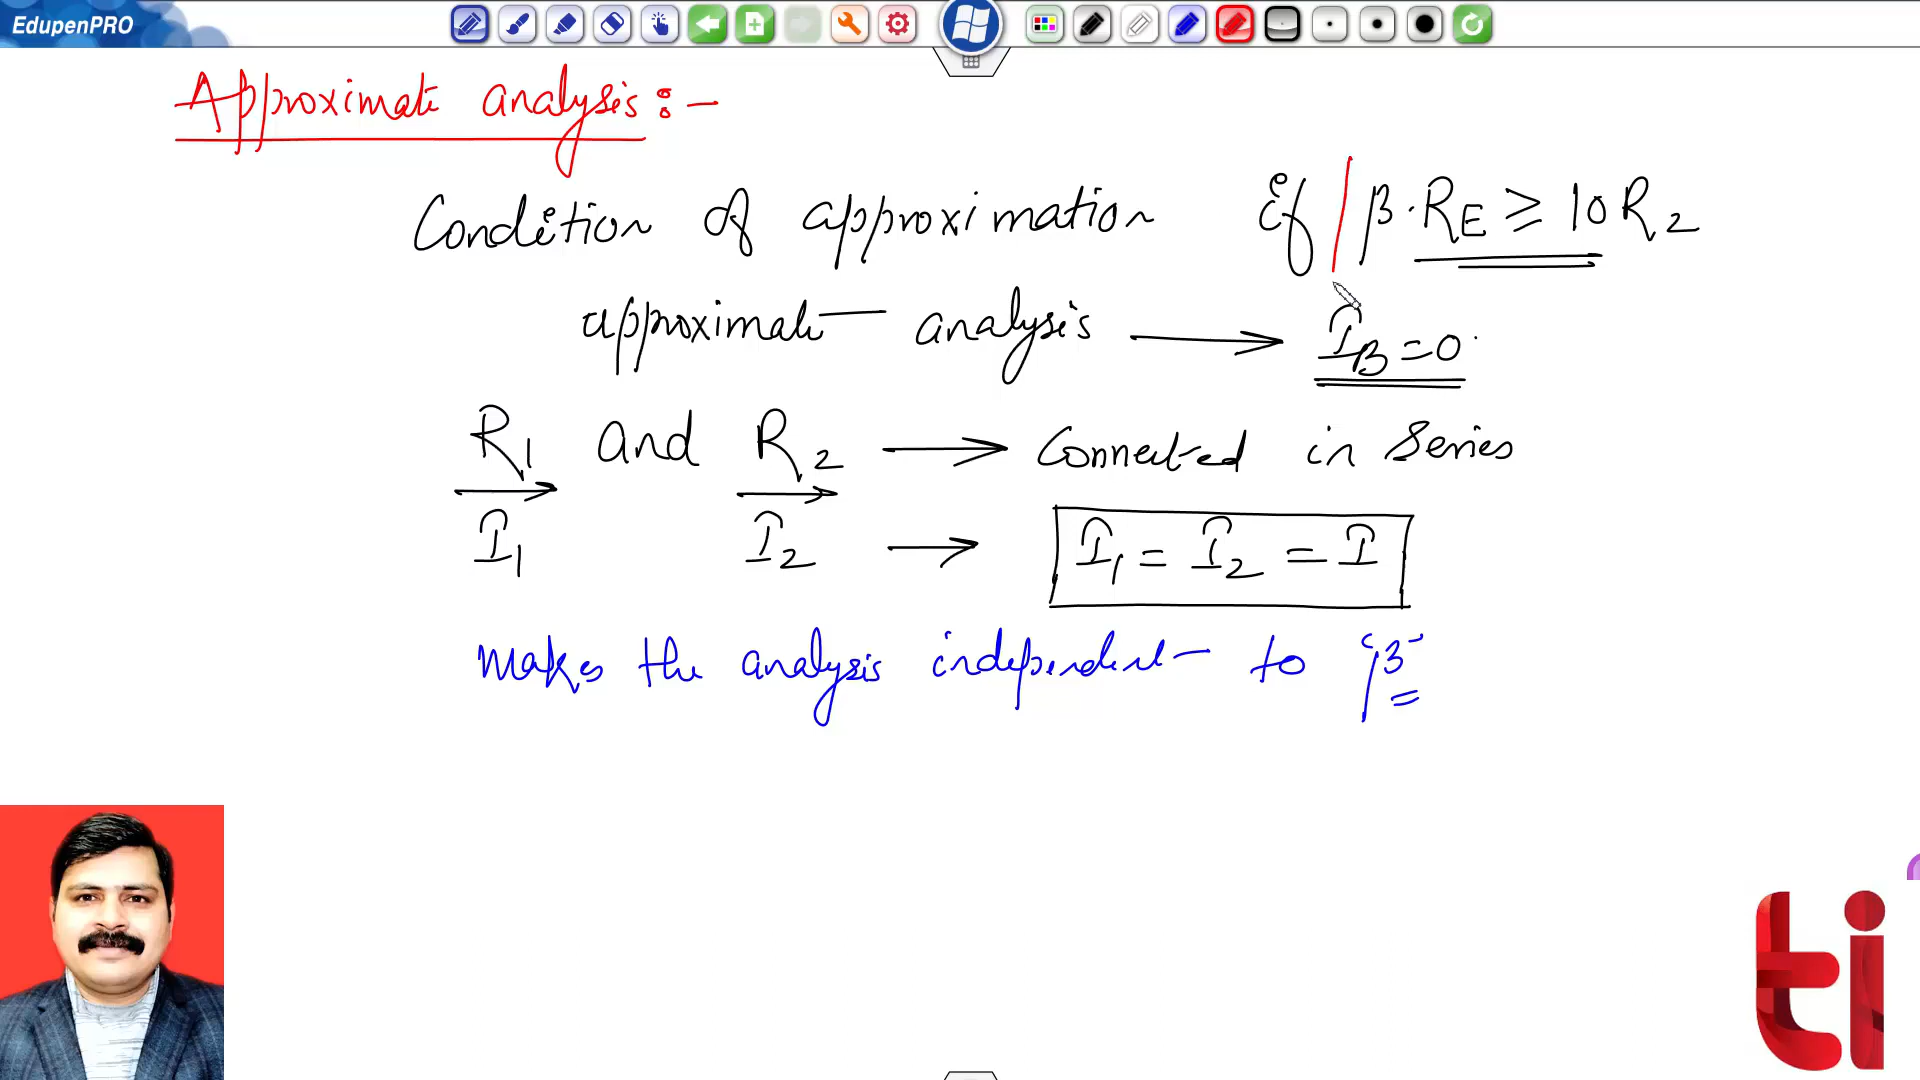 EdupenPRO
Approximate analysis :-
Condition of approximation if β.RE ≥ 10R2
approximate analysis → IB = 0
R1 and R2 → Connected in Series
I1 I2 → I1 = I2 = I
makes the analysis independent to 'β'
ti